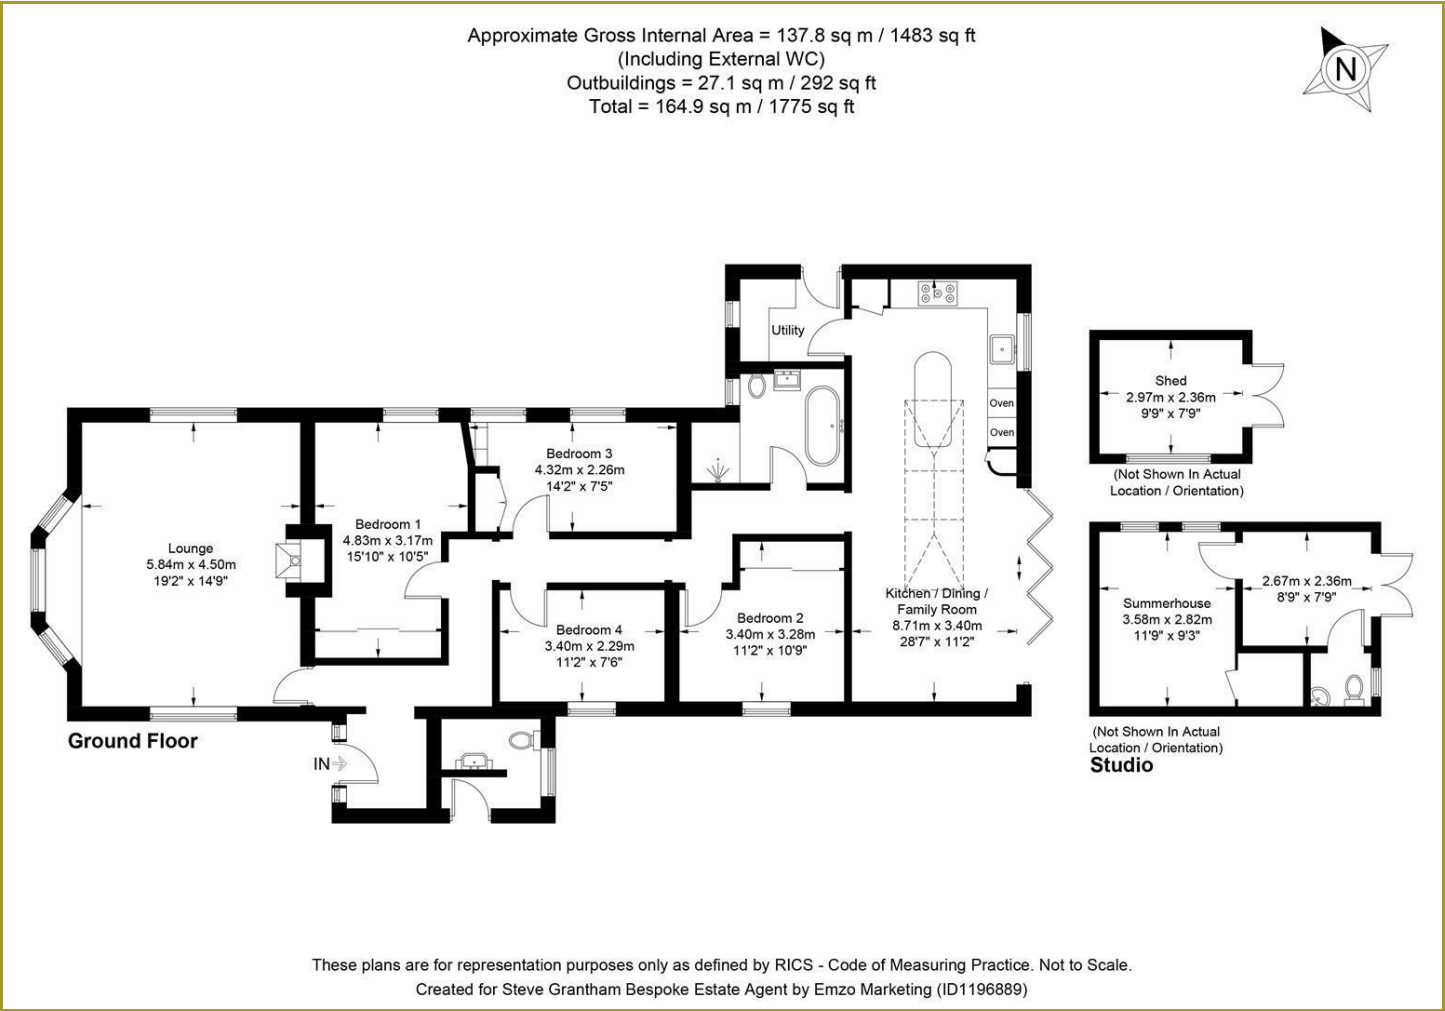 Approximate Gross Internal Area = 137.8 sq m / 1483 sq ft
(Including External WC)
Outbuildings = 27.1 sq m / 292 sq ft
Total = 164.9 sq m / 1775 sq ft
N
Utility
Oven
Oven
Shed
2.97m x 2.36m
9'9" x 7'9"
(Not Shown In Actual
Location / Orientation)
Bedroom 3
4.32m x 2.26m
14'2" x 7'5"
Bedroom 1
4.83m x 3.17m
15'10" x 10'5"
Lounge
5.84m x 4.50m
19'2" x 14'9"
Kitchen / Dining /
Family Room
8.71m x 3.40m
28'7" x 11'2"
Bedroom 2
3.40m x 3.28m
11'2" x 10'9"
Bedroom 4
3.40m x 2.29m
11'2" x 7'6"
2.67m x 2.36m
8'9" x 7'9"
Summerhouse
3.58m x 2.82m
11'9" x 9'3"
Ground Floor
IN
(Not Shown In Actual
Location / Orientation)
Studio
These plans are for representation purposes only as defined by RICS - Code of Measuring Practice. Not to Scale.
Created for Steve Grantham Bespoke Estate Agent by Emzo Marketing (ID1196889)